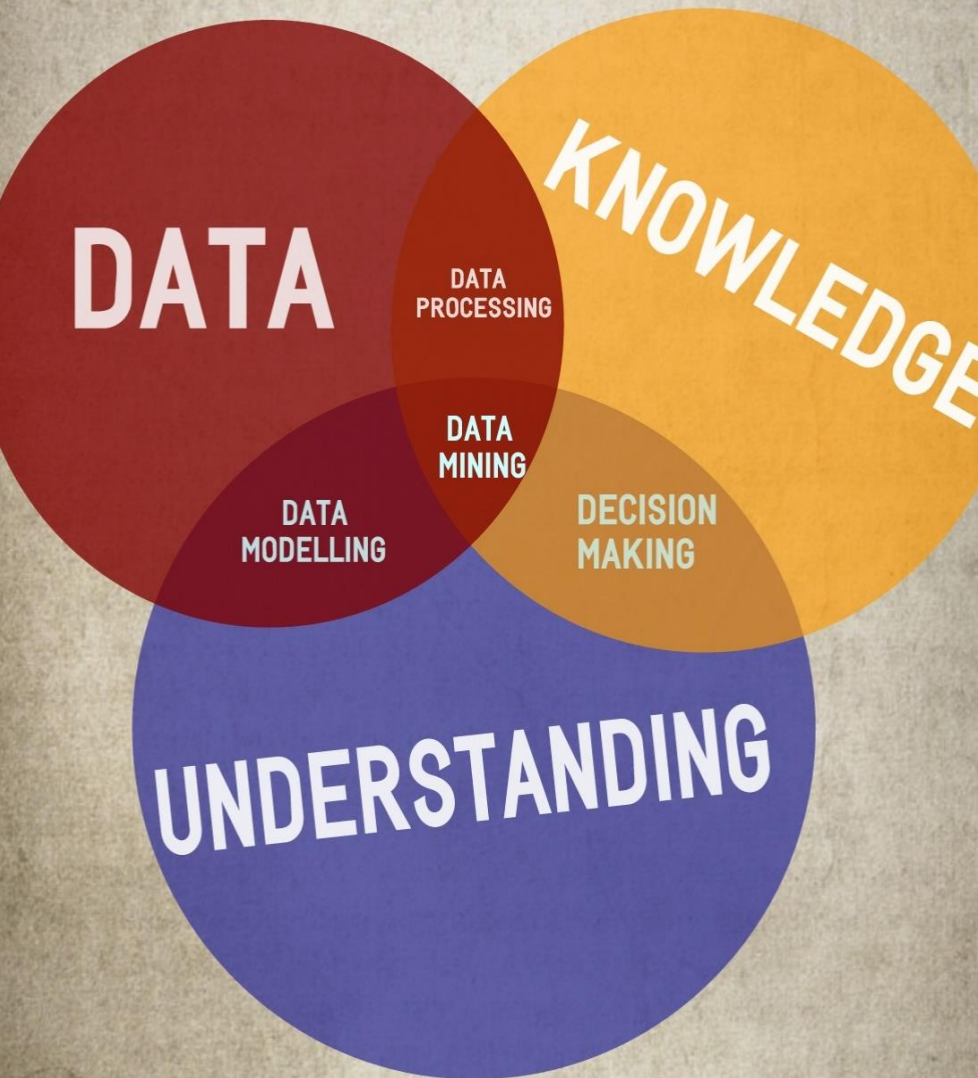 DATA
KNOWLEDGE
DATA
PROCESSING
DATA
MINING
DATA
MODELLING
DECISION
MAKING
UNDERSTANDING